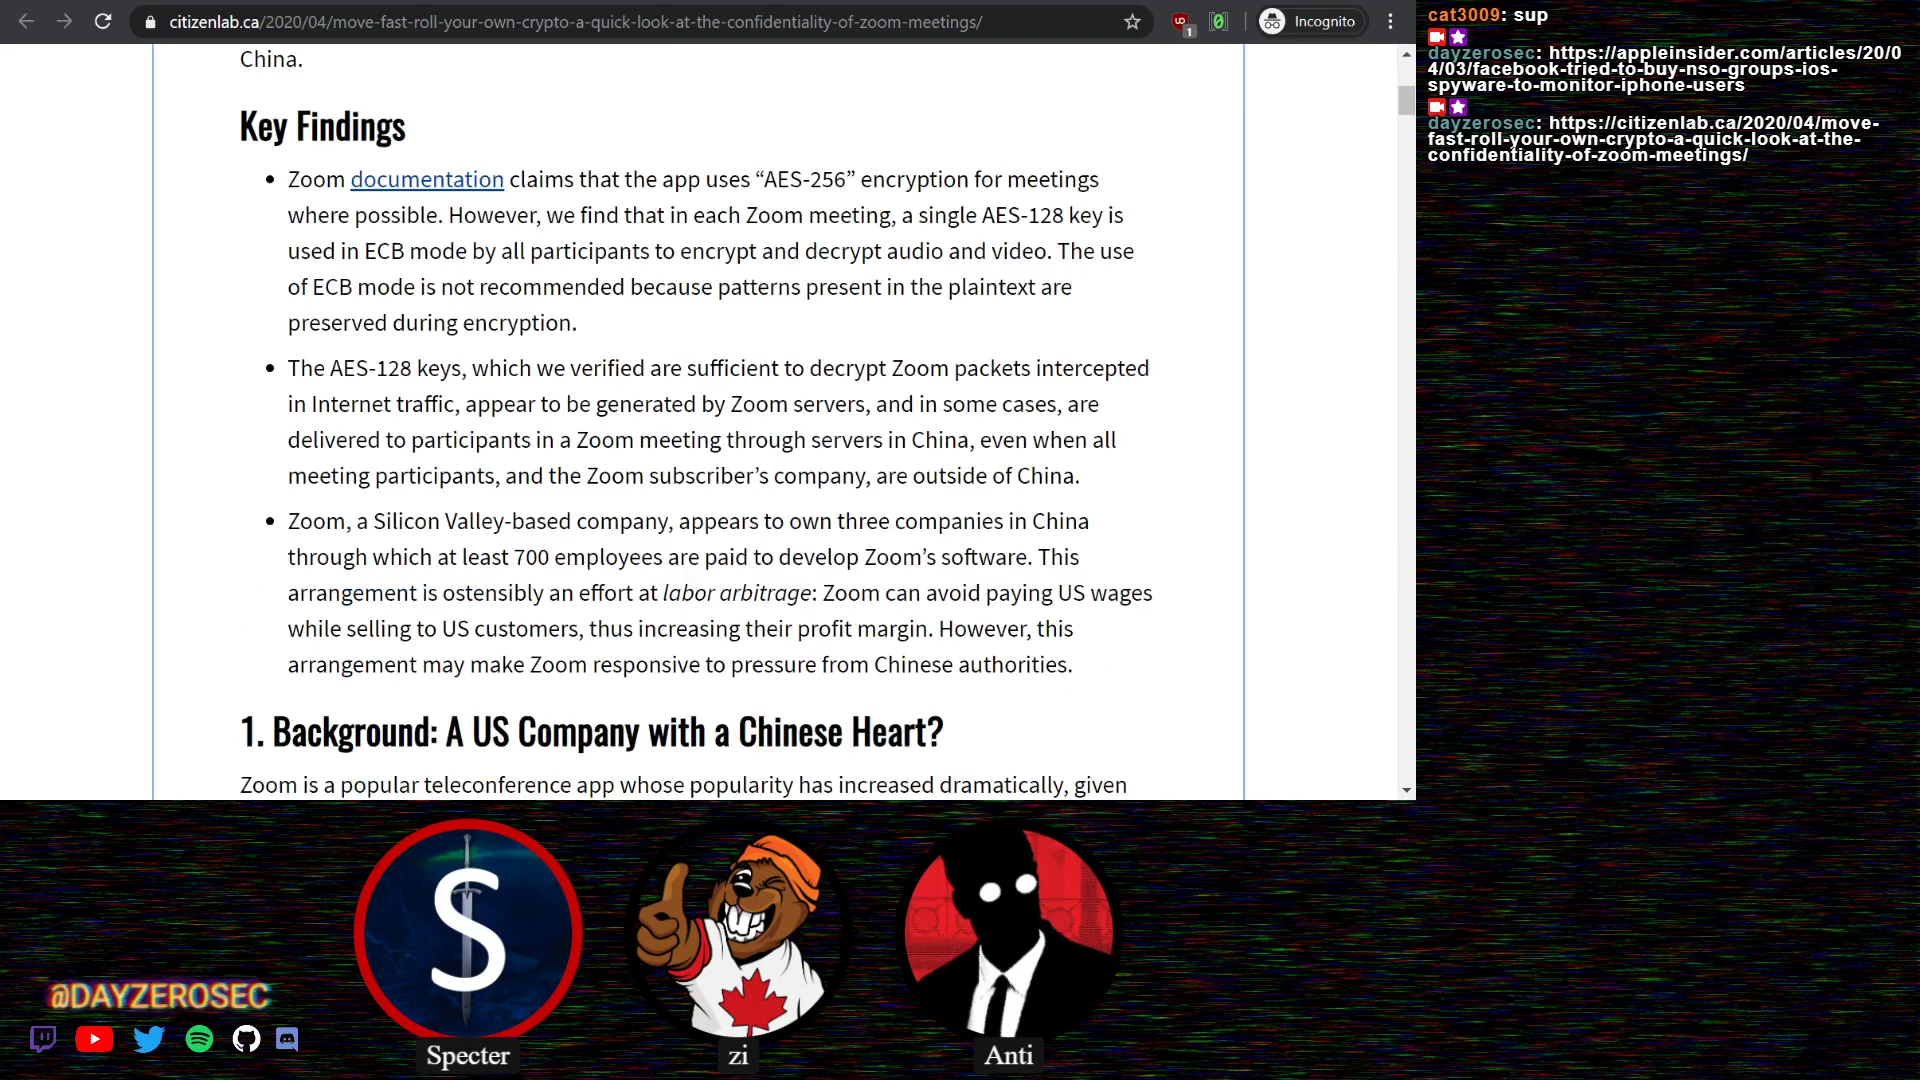 citizenlab.ca/2020/04/move-fast-roll-your-own-crypto-a-quick-look-at-the-confidentiality-of-zoom-meetings/
1
Incognito
China.
Key Findings
• Zoom documentation claims that the app uses “AES-256” encryption for meetings
where possible. However, we find that in each Zoom meeting, a single AES-128 key is
used in ECB mode by all participants to encrypt and decrypt audio and video. The use
of ECB mode is not recommended because patterns present in the plaintext are
preserved during encryption.
• The AES-128 keys, which we verified are sufficient to decrypt Zoom packets intercepted
in Internet traffic, appear to be generated by Zoom servers, and in some cases, are
delivered to participants in a Zoom meeting through servers in China, even when all
meeting participants, and the Zoom subscriber’s company, are outside of China.
• Zoom, a Silicon Valley-based company, appears to own three companies in China
through which at least 700 employees are paid to develop Zoom’s software. This
arrangement is ostensibly an effort at labor arbitrage: Zoom can avoid paying US wages
while selling to US customers, thus increasing their profit margin. However, this
arrangement may make Zoom responsive to pressure from Chinese authorities.
1. Background: A US Company with a Chinese Heart?
Zoom is a popular teleconference app whose popularity has increased dramatically, given
cat3009: sup
dayzerosec: https://appleinsider.com/articles/20/0
4/03/facebook-tried-to-buy-nso-groups-ios-
spyware-to-monitor-iphone-users
dayzerosec: https://citizenlab.ca/2020/04/move-
fast-roll-your-own-crypto-a-quick-look-at-the-
confidentiality-of-zoom-meetings/
@DAYZEROSEC
S
Specter
zi
Anti